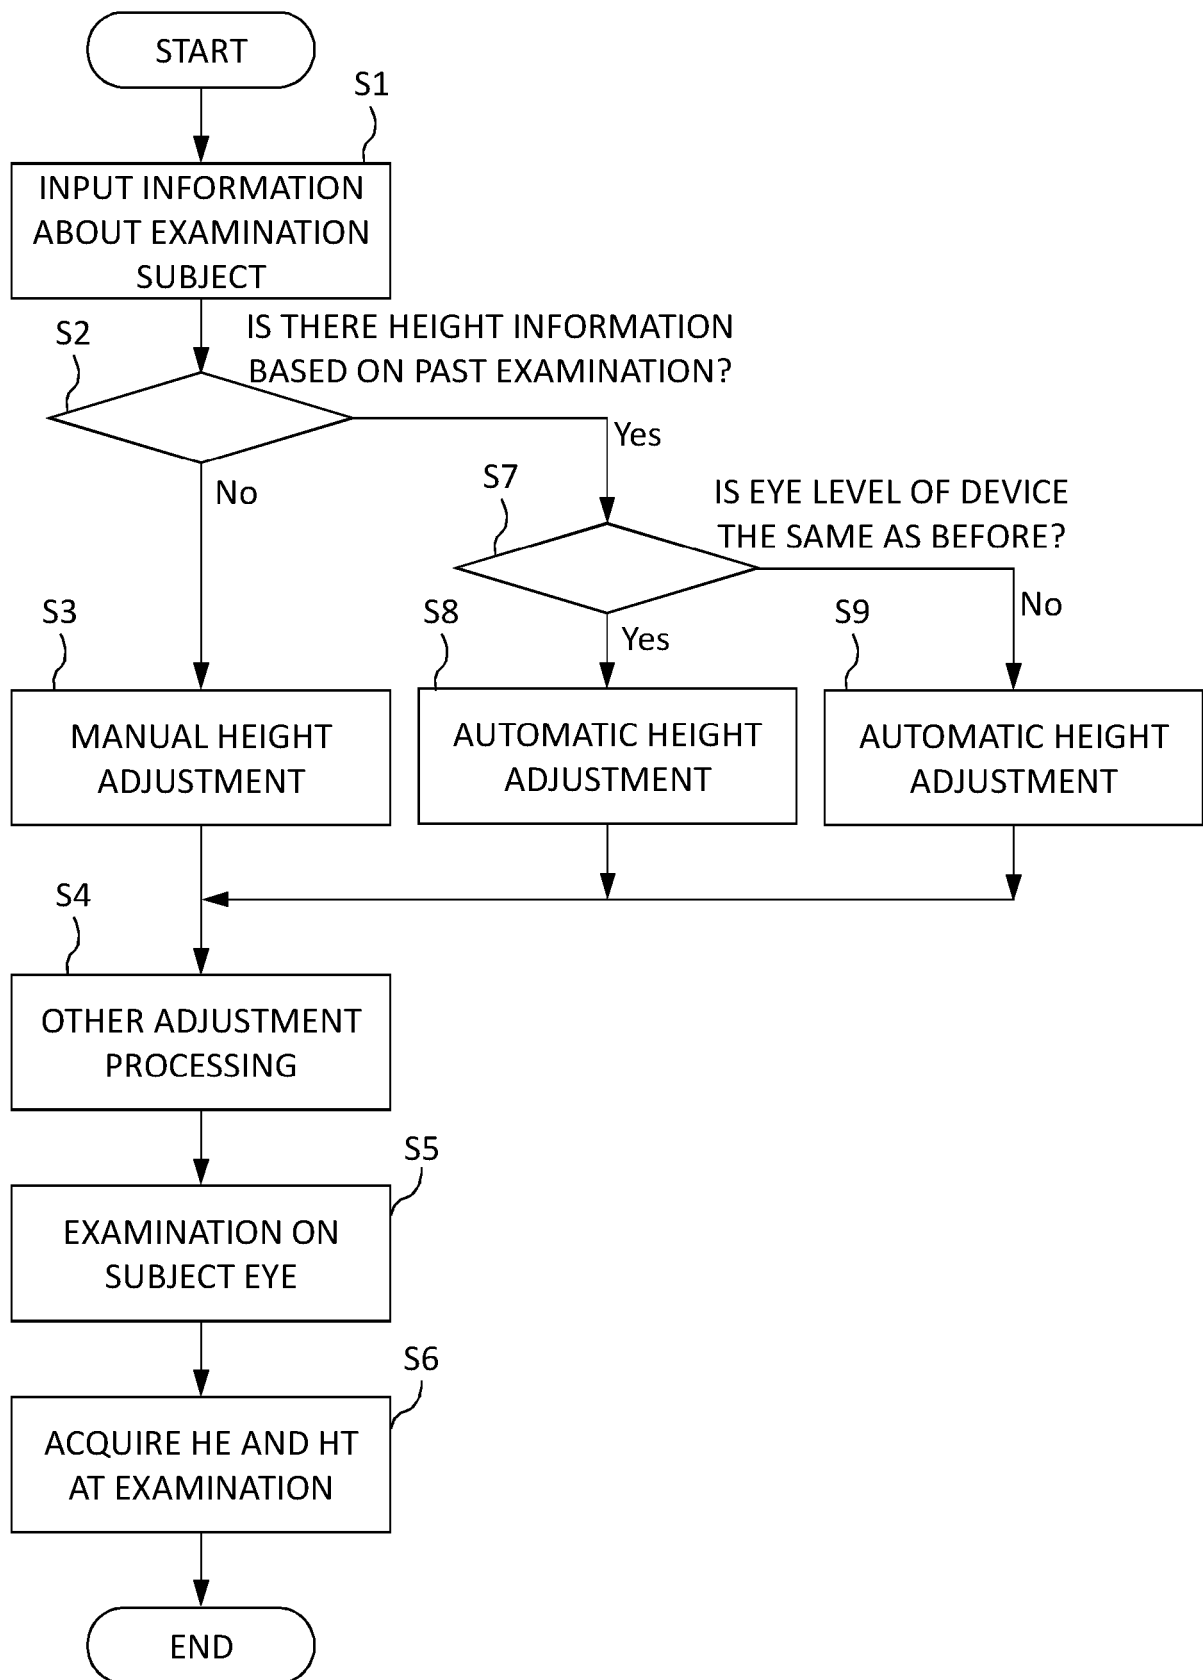 START
S1
INPUT INFORMATION
ABOUT EXAMINATION
SUBJECT
S2
IS THERE HEIGHT INFORMATION
BASED ON PAST EXAMINATION?
Yes
No
S7
IS EYE LEVEL OF DEVICE
THE SAME AS BEFORE?
Yes
No
S3
MANUAL HEIGHT
ADJUSTMENT
S8
AUTOMATIC HEIGHT
ADJUSTMENT
S9
AUTOMATIC HEIGHT
ADJUSTMENT
S4
OTHER ADJUSTMENT
PROCESSING
S5
EXAMINATION ON
SUBJECT EYE
S6
ACQUIRE HE AND HT
AT EXAMINATION
END